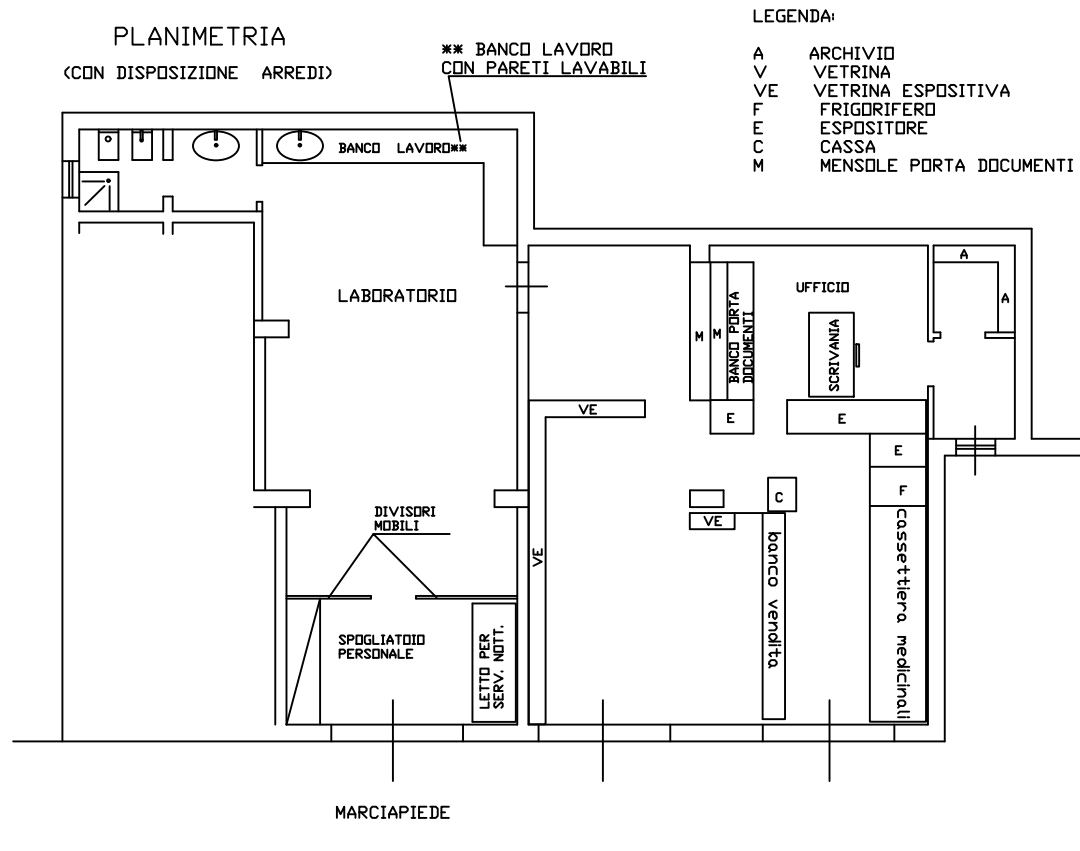 PLANIMETRIA
(CON DISPOSIZIONE ARREDI)
** BANCO LAVORO
CON PARETI LAVABILI
LEGENDA:
A ARCHIVIO
V VETRINA
VE VETRINA ESPOSITIVA
F FRIGORIFERO
E ESPOSITORE
C CASSA
M MENSOLE PORTA DOCUMENTI
BANCO LAVORO**
LABORATORIO
UFFICIO
A
A
M
M
BANCO PORTA
DOCUMENTI
SCRIVANIA
VE
E
E
E
F
C
VE
VE
DIVISORI
MOBILI
banco vendita
cassettiera medicinali
SPOGLIATOIO
PERSONALE
LETTO PER
SERV. NOTT.
MARCIAPIEDE